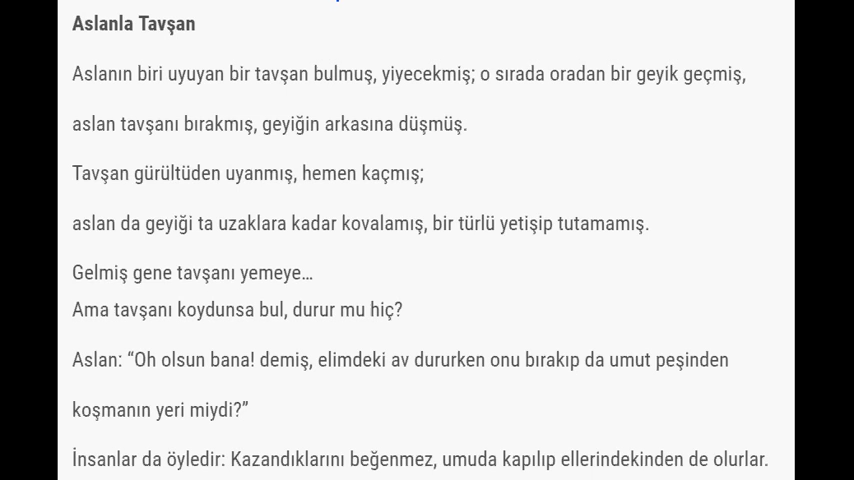 Aslanla Tavşan
Aslanın biri uyuyan bir tavşan bulmuş, yiyecekmiş; o sırada oradan bir geyik geçmiş,
aslan tavşanı bırakmış, geyiğin arkasına düşmüş.
Tavşan gürültüden uyanmış, hemen kaçmış;
aslan da geyiği ta uzaklara kadar kovalamış, bir türlü yetişip tutamamış.
Gelmiş gene tavşanı yemeye…
Ama tavşanı koydunsa bul, durur mu hiç?
Aslan: “Oh olsun bana! demiş, elimdeki av dururken onu bırakıp da umut peşinden
koşmanın yeri miydi?”
İnsanlar da öyledir: Kazandıklarını beğenmez, umuda kapılıp ellerindekinden de olurlar.